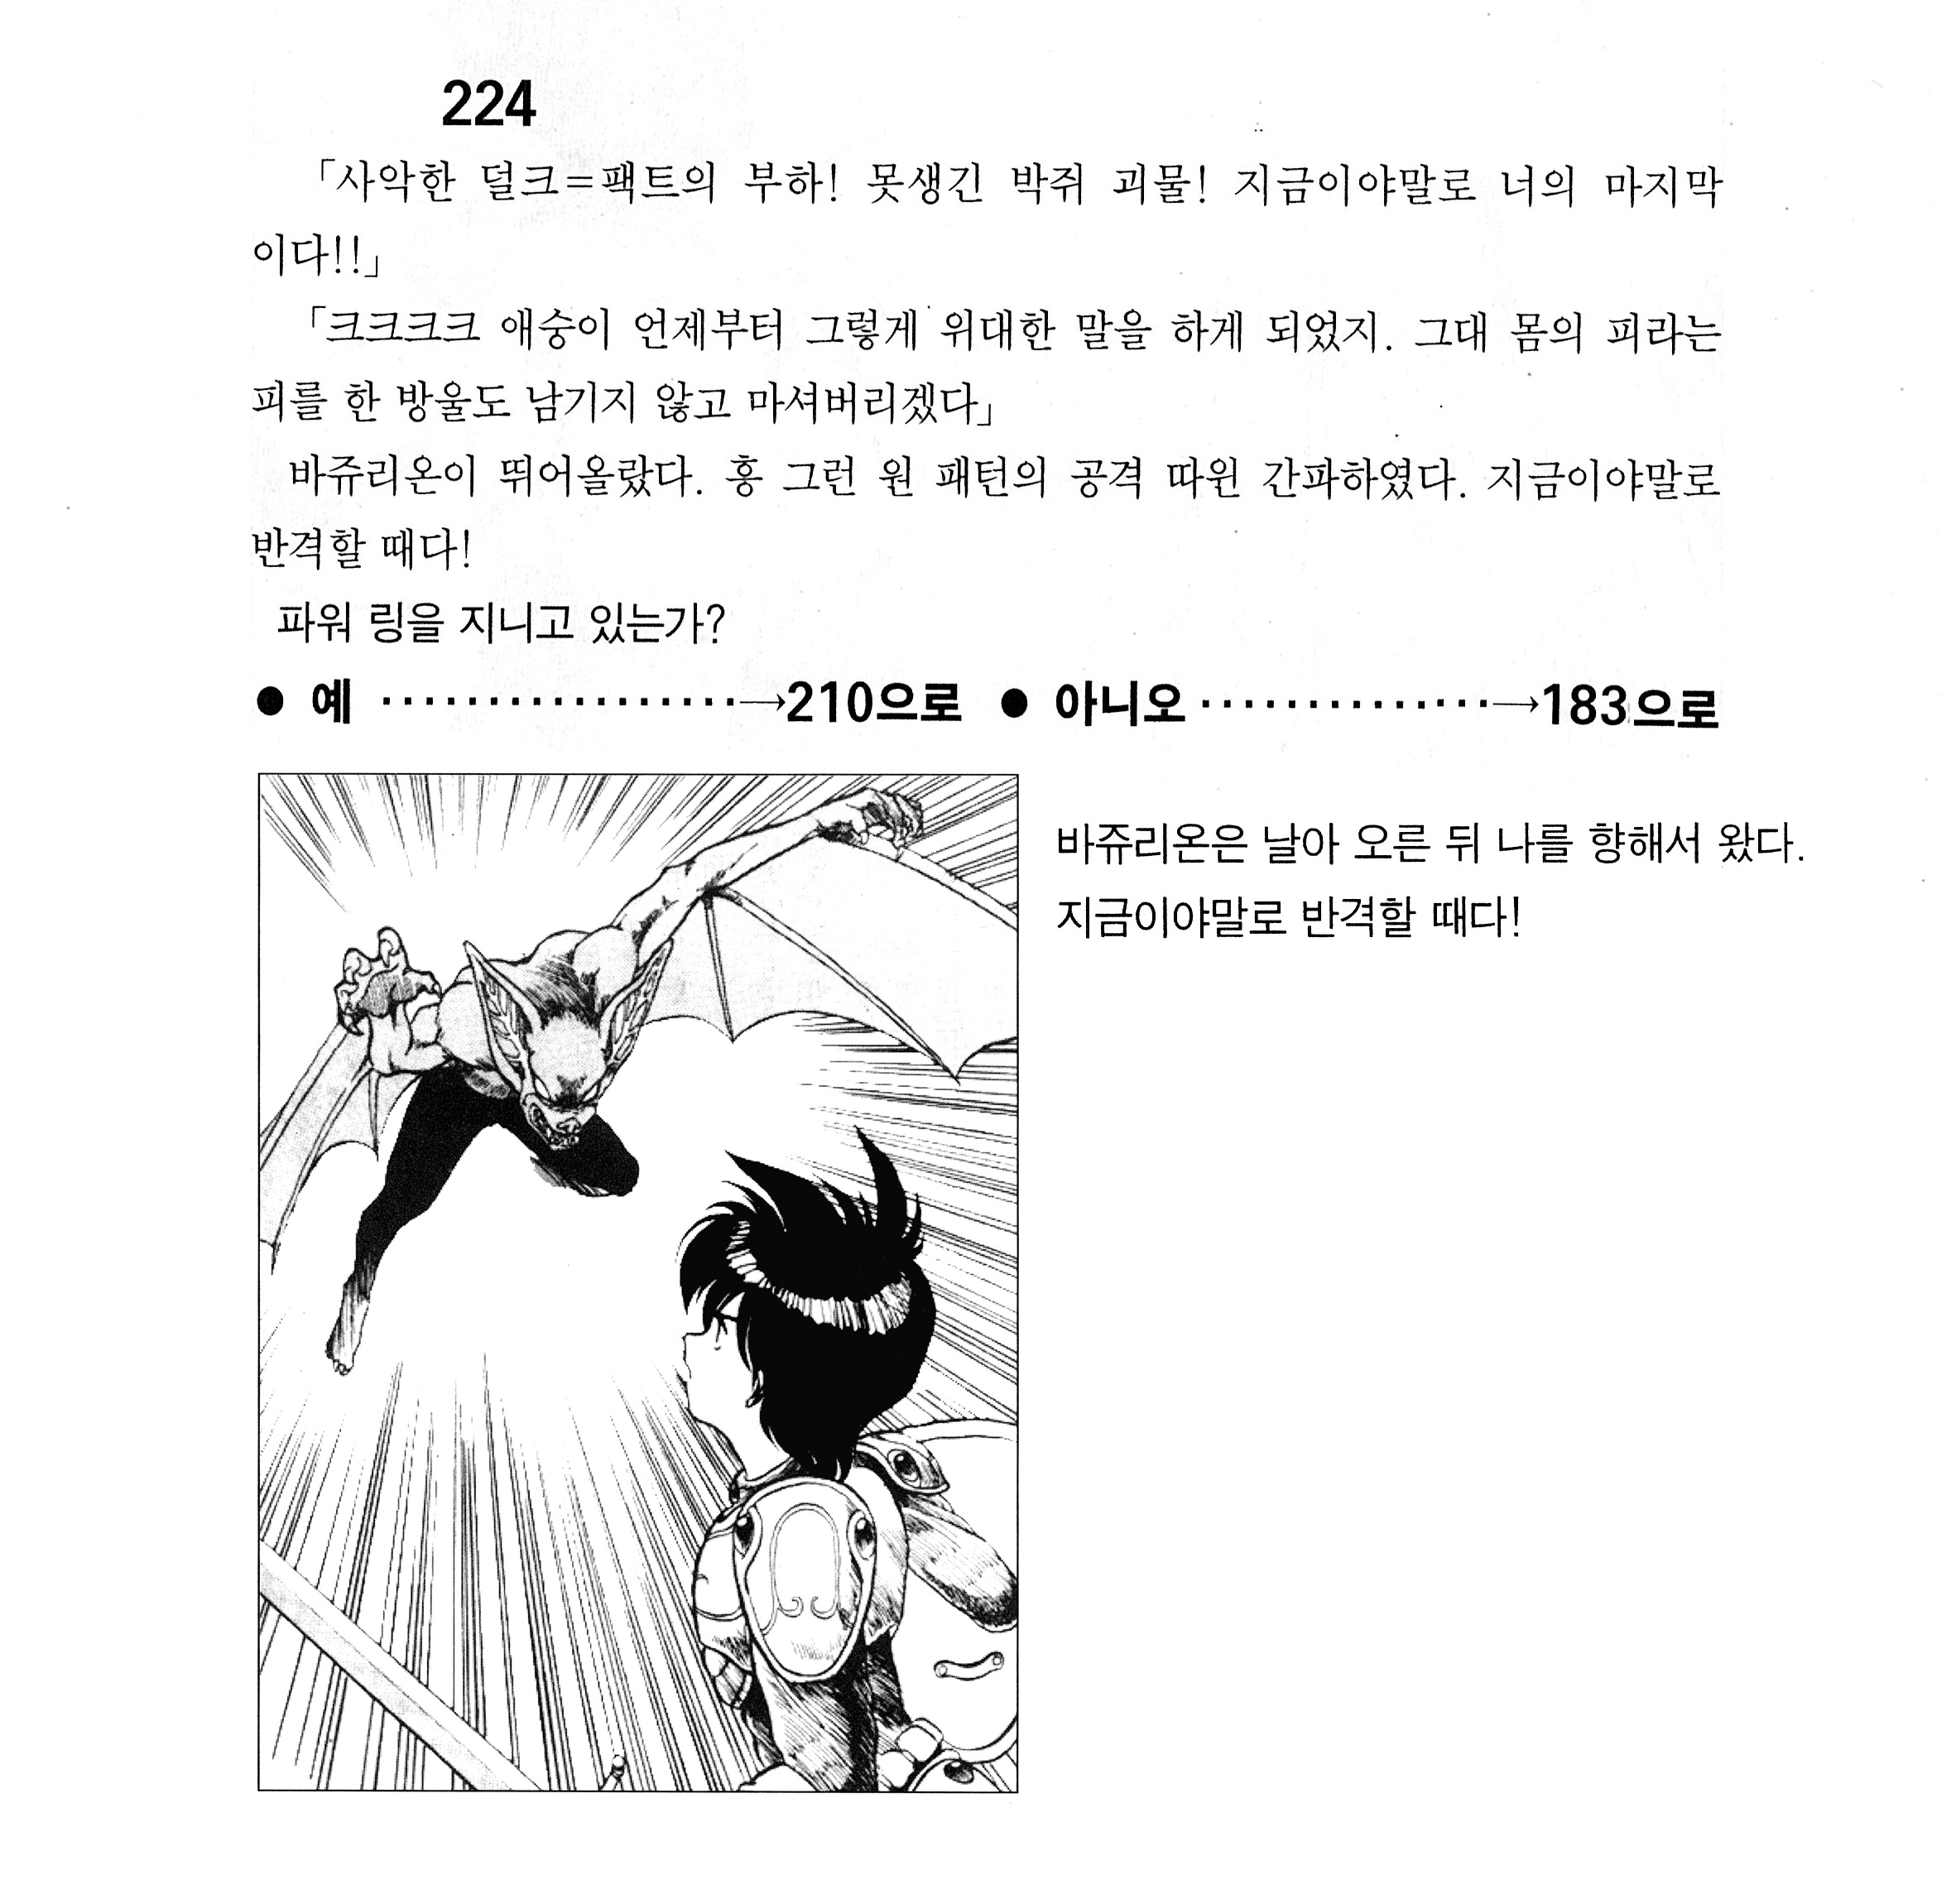 224
「사악한 덜크=팩트의 부하! 못생긴 박쥐 괴물! 지금이야말로 너의 마지막
이다!!」
「크크크크 애숭이 언제부터 그렇게 위대한 말을 하게 되었지. 그대 몸의 피라는
피를 한 방울도 남기지 않고 마셔버리겠다」
바쥬리온이 뛰어올랐다. 흥 그런 원 패턴의 공격 따윈 간파하였다. 지금이야말로
반격할 때다!
파워 링을 지니고 있는가?
● 예 ·················→210으로 ● 아니오 ··············→183으로
바쥬리온은 날아 오른 뒤 나를 향해서 왔다.
지금이야말로 반격할 때다!